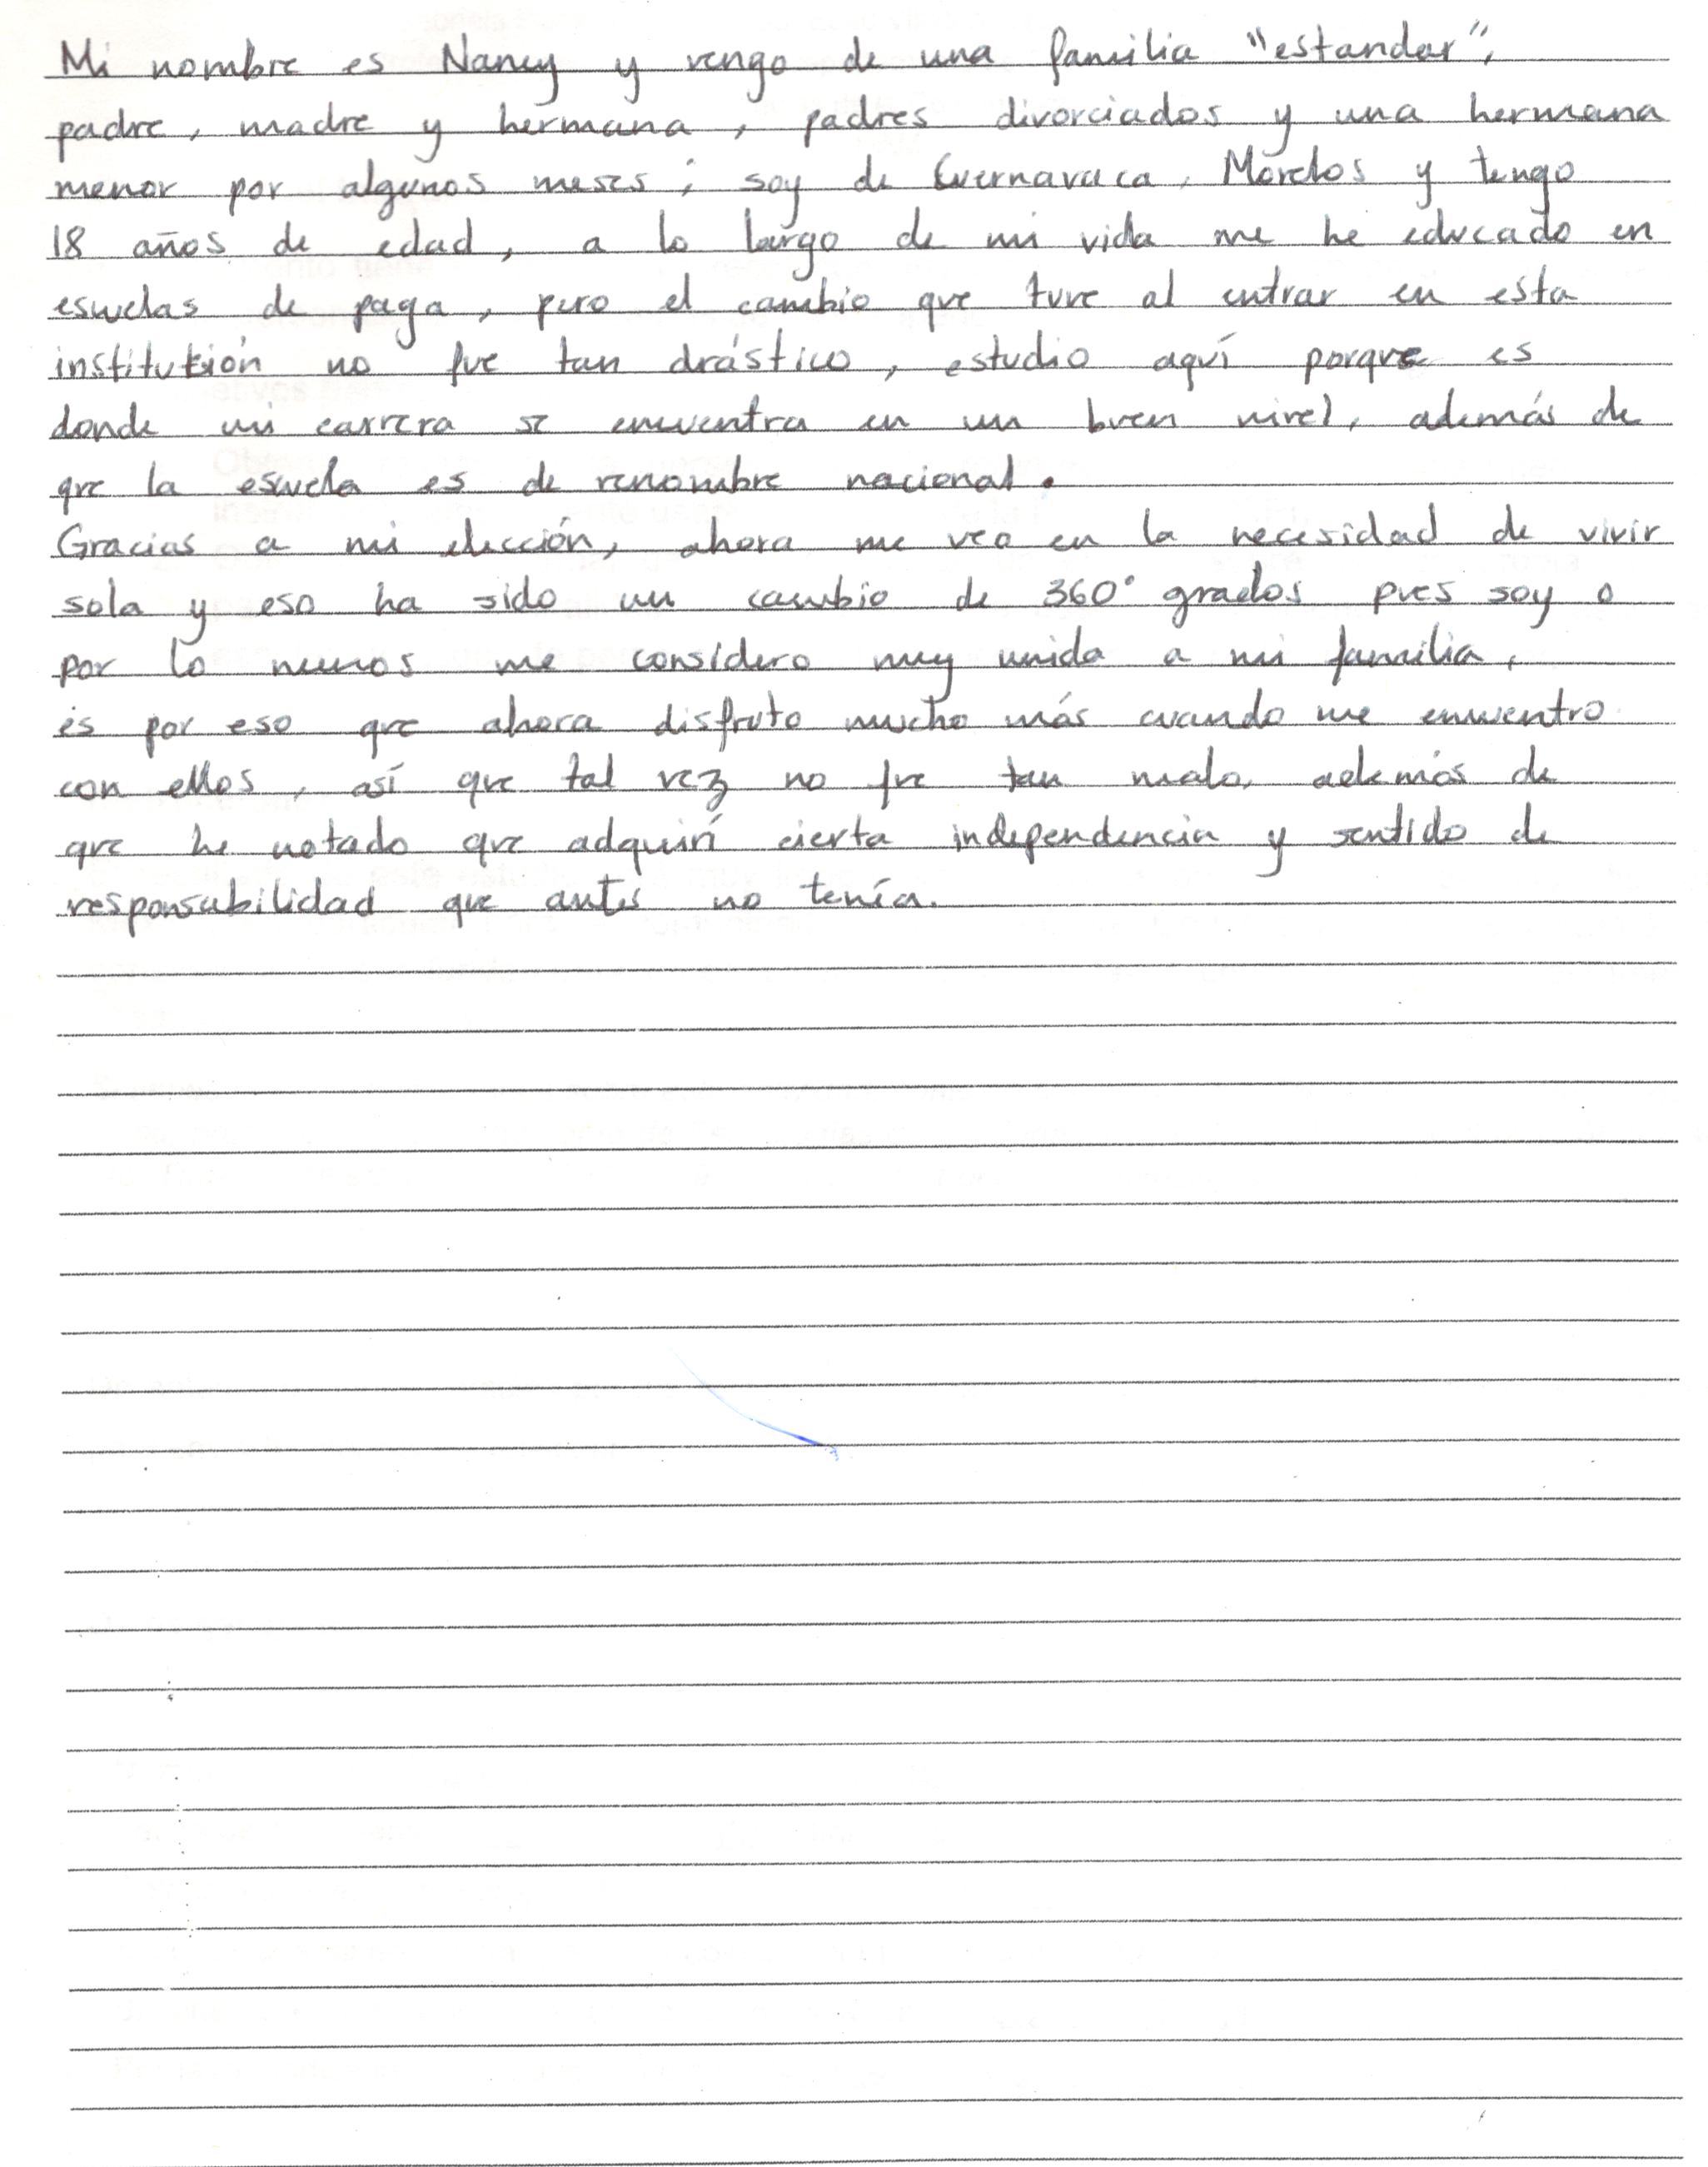 Mi nombre es Nancy y vengo de una familia "estandar",
padre, madre y hermana, padres divorciados y una hermana
menor por algunos meses; soy de Cuernavaca, Morelos y tengo
18 años de edad, a lo largo de mi vida me he educado en
escuelas de paga, pero el cambio que tuve al entrar en esta
institución no fue tan drástico, estudio aquí porque es
donde mi carrera se encuentra en un buen nivel, además de
que la escuela es de renombre nacional.
Gracias a mi elección, ahora me veo en la necesidad de vivir
sola y eso ha sido un cambio de 360° grados pues soy o
por lo menos me considero muy unida a mi familia,
es por eso que ahora disfruto mucho más cuando me encuentro
con ellos, así que tal vez no fue tan malo, además de
que he notado que adquirí cierta independencia y sentido de
responsabilidad que antes no tenía.